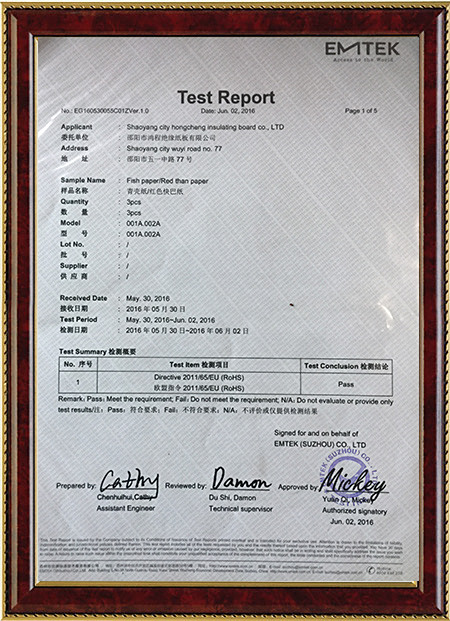 EMTEK
Access to the World
Test Report
No.: EG160530055C01ZVer.1.0 Date: Jun. 02, 2016 Page 1 of 5
Applicant : Shaoyang city hongcheng insulating board co., LTD
委托单位 : 邵阳市鸿程绝缘纸板有限公司
Address : Shaoyang city wuyi road no. 77
地 址 : 邵阳市五一中路 77 号
Sample Name : Fish paper/Red than paper
样品名称 : 青壳纸/红色快巴纸
Quantity : 3pcs
数 量 : 3pcs
Model : 001A.002A
型 号 : 001A.002A
Lot No. : /
批 号 : /
Supplier : /
供 应 商 : /
Received Date : May, 30, 2016
接收日期 : 2016 年 05 月 30 日
Test Period : May, 30, 2016~Jun. 02, 2016
检测日期 : 2016 年 05 月 30 日~2016 年 06 月 02 日
Test Summary 检测概要
No. 序号 Test Item 检测项目 Test Conclusion 检测结论
1 Directive 2011/65/EU (RoHS) Pass
欧盟指令 2011/65/EU (RoHS)
Remark: Pass: Meet the requirement; Fail: Do not meet the requirement; N/A: Do not evaluate or provide only
test results/注: Pass: 符合要求; Fail: 不符合要求; N/A: 不评价或仅提供检测结果
Signed for and on behalf of
EMTEK (SUZHOU) CO., LTD
Prepared by: Cathy Reviewed by: Damon Approved by: Mickey
Chenhuihui,Cathy Du Shi, Damon Yulin Qi, Mickey
Assistant Engineer Technical supervisor Authorized signatory
Jun. 02, 2016